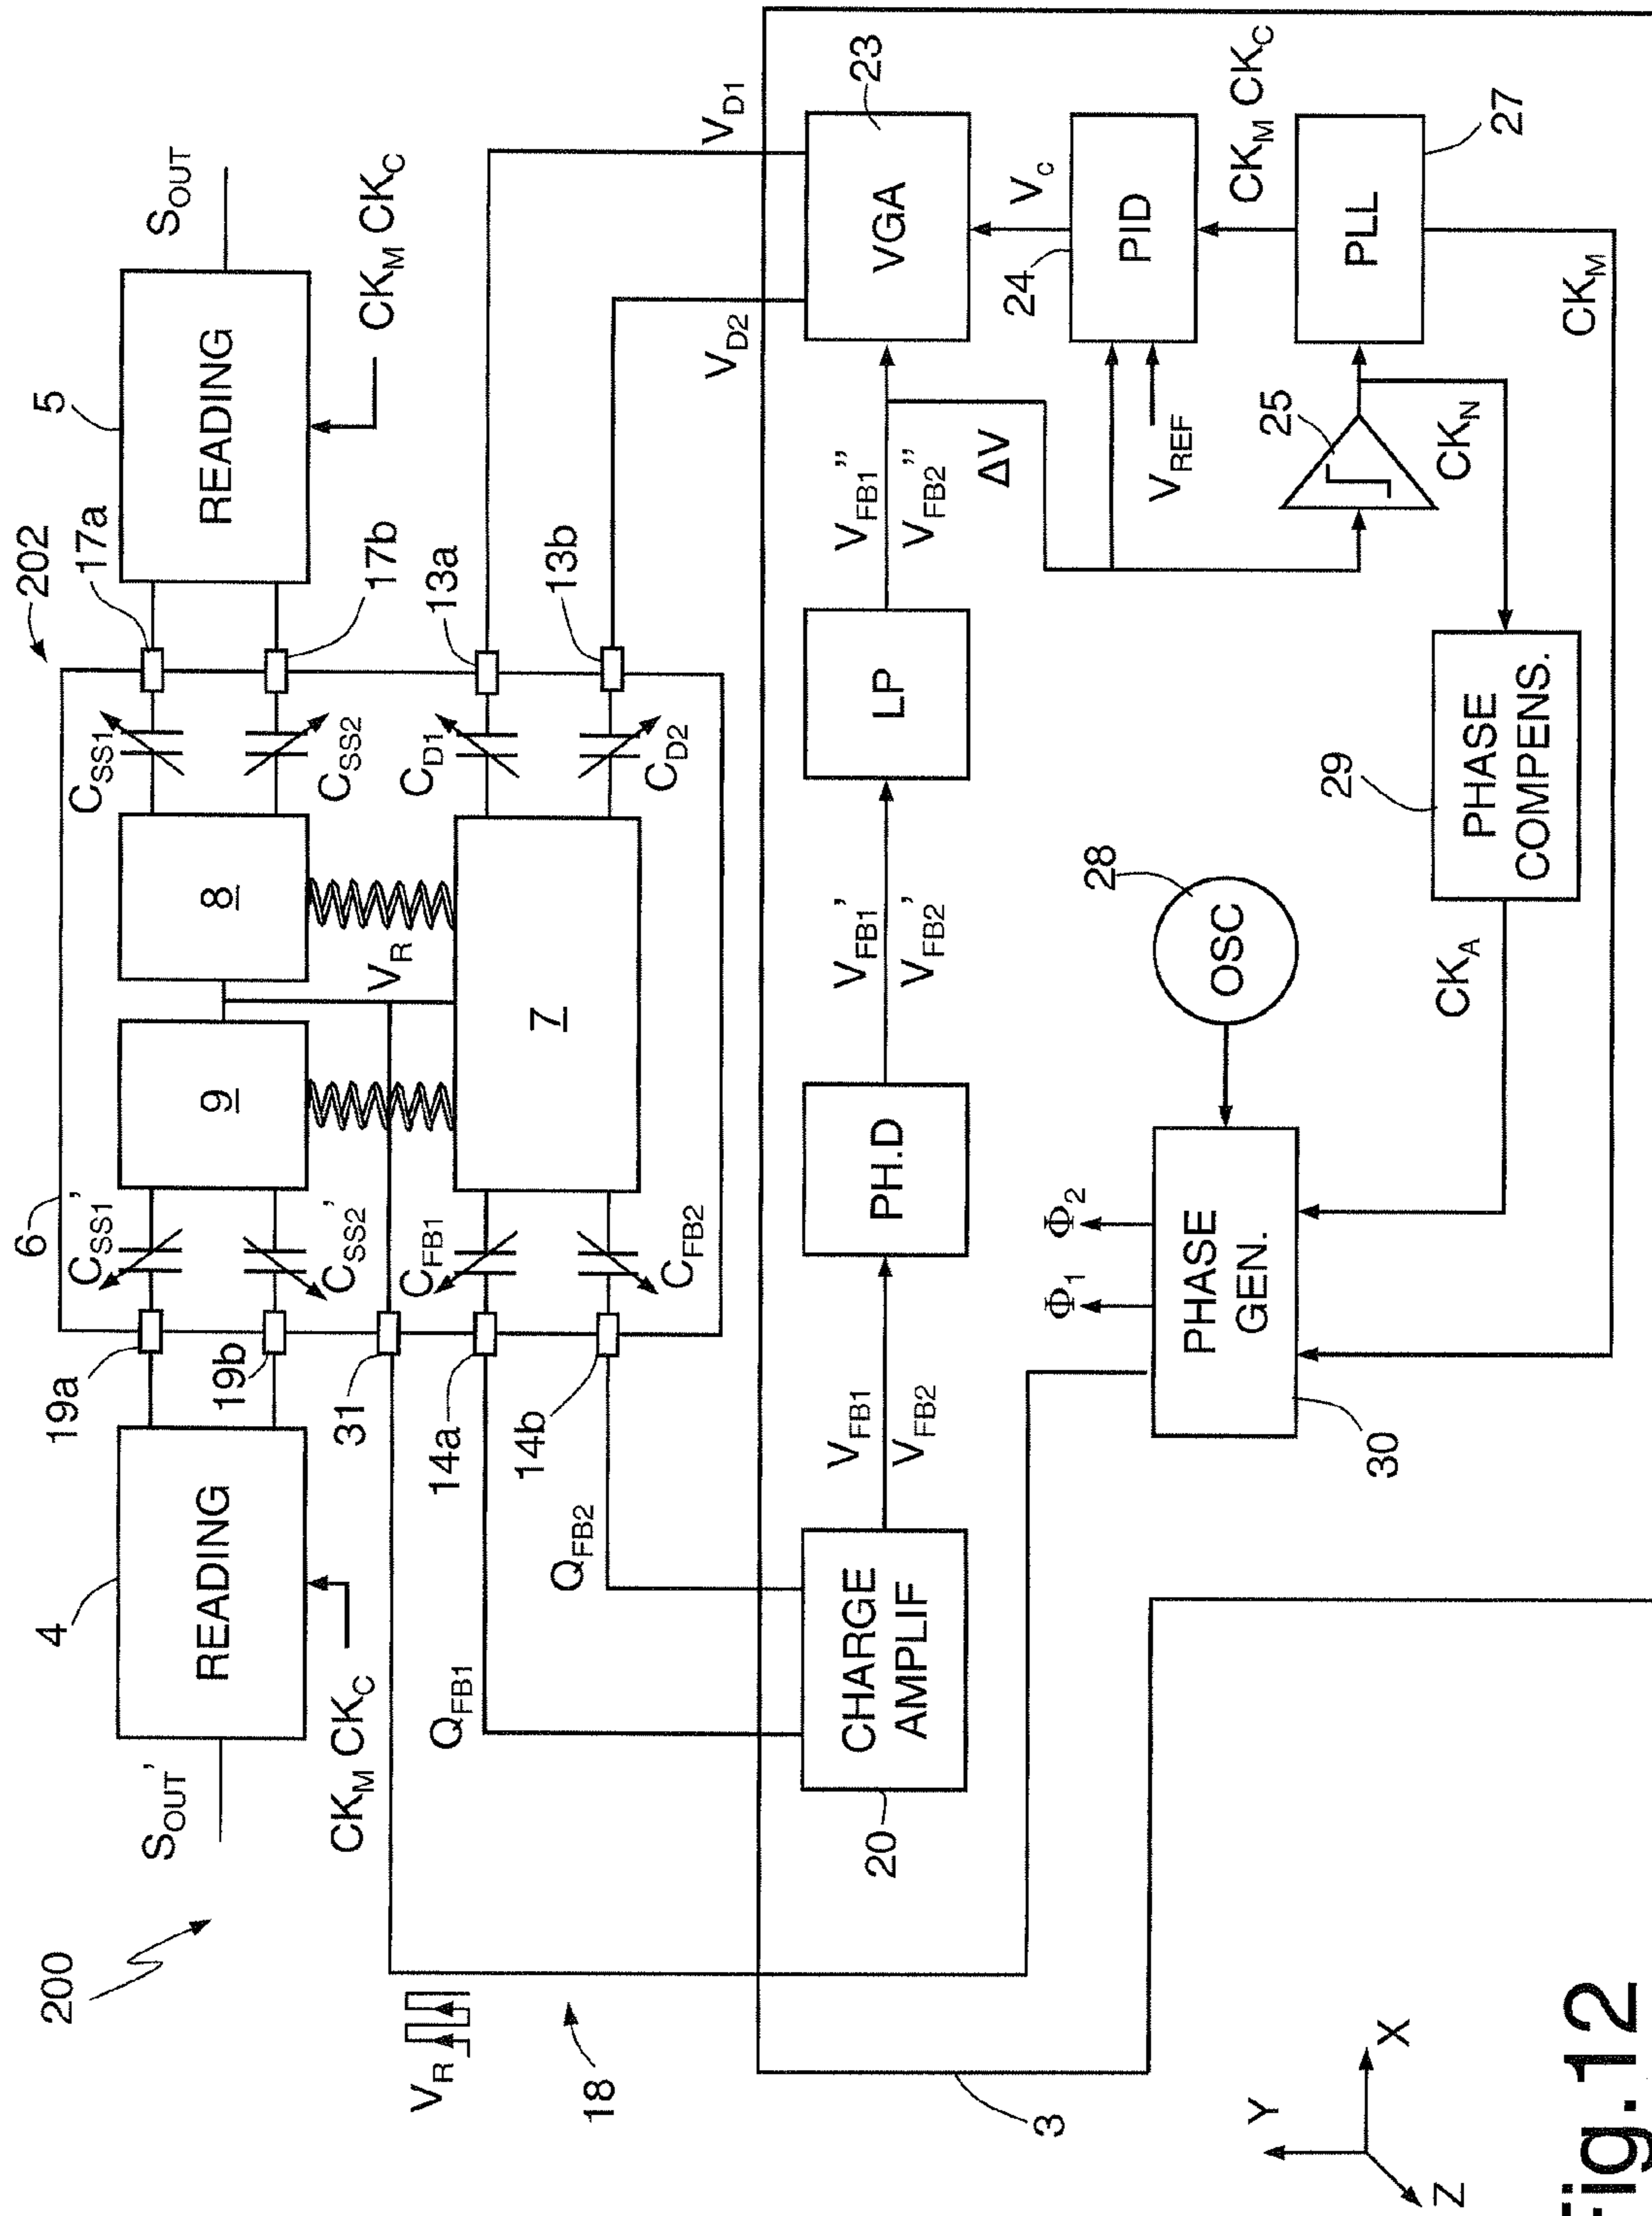 200
S_OUT'
4
READING
CK_M CK_C
19a
19b
6
C_SS1'
C_SS2'
9
8
C_SS1
C_SS2
202
17a
17b
5
READING
S_OUT
CK_M CK_C
V_R
V_R
18
31
14a
14b
Q_FB1
Q_FB2
C_FB1
C_FB2
7
C_D1
C_D2
13a
13b
V_D2
V_D1
3
20
CHARGE
AMPLIF
V_FB1
V_FB2
PH.D
V_FB1'
V_FB2'
LP
V_FB1"
V_FB2"
ΔV
VGA
23
V_c
24
PID
V_REF
CK_M CK_C
25
PLL
27
CK_N
CK_M
28
OSC
29
PHASE
COMPENS.
CK_A
Φ_1
Φ_2
PHASE
GEN.
30
Y
X
Z
Fig.12